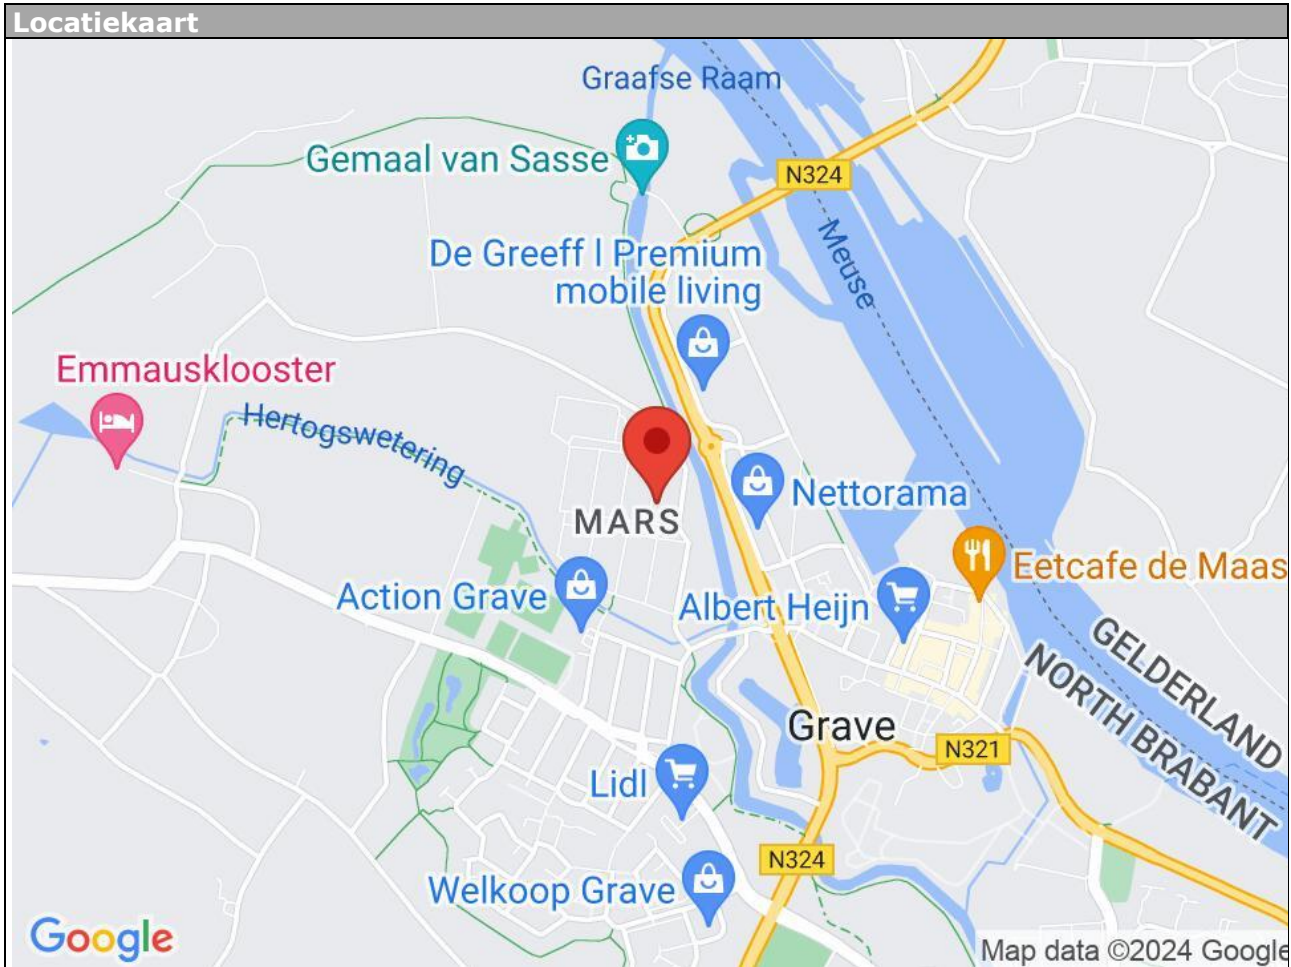 Locatiekaart
Graafse Raam
Gemaal van Sasse
N324
De Greeff l Premium
mobile living
Meuse
Emmausklooster
Hertogswetering
Nettorama
MARS
Eetcafe de Maas
Action Grave
Albert Heijn
GELDERLAND
NORTH BRABANT
Grave
N321
Lidl
N324
Welkoop Grave
Google
Map data ©2024 Google